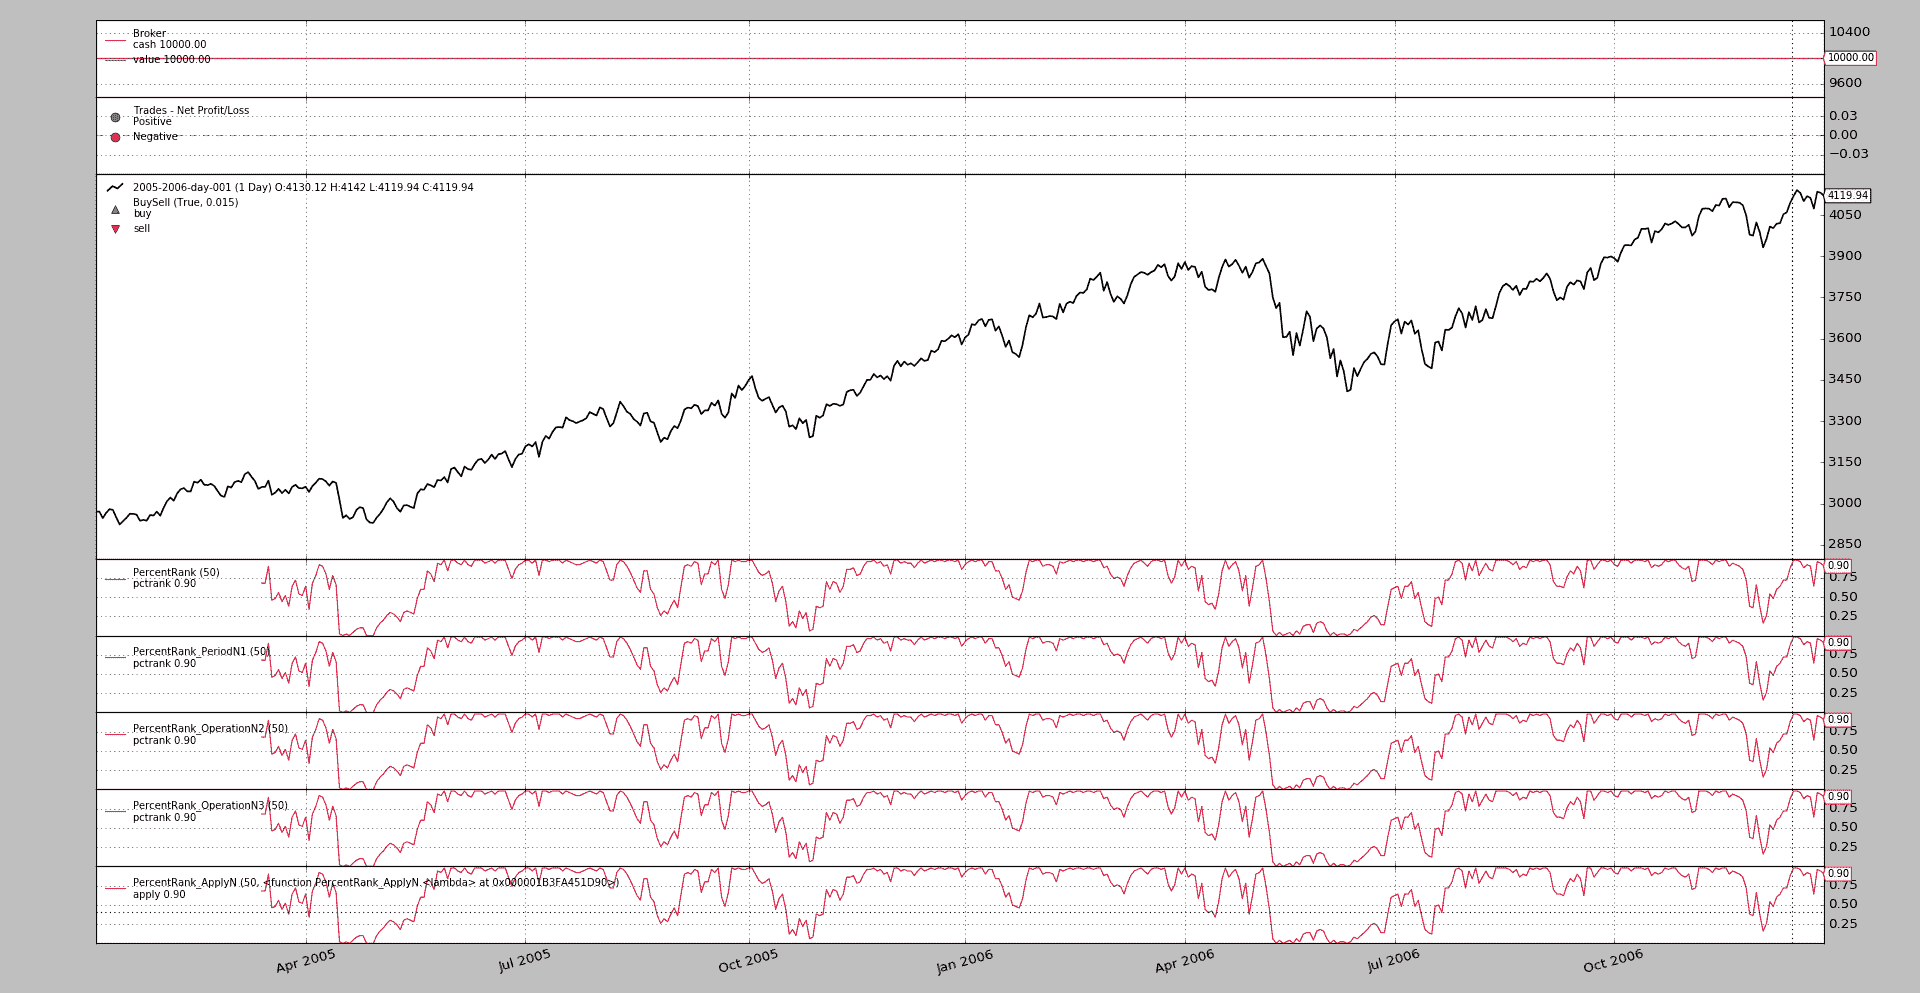 Broker
cash 10000.00
value 10000.00
10400
10000.00
9600
Trades - Net Profit/Loss
Positive
Negative
0.03
0.00
−0.03
2005-2006-day-001 (1 Day) O:4130.12 H:4142 L:4119.94 C:4119.94
BuySell (True, 0.015)
buy
sell
4119.94
4050
3900
3750
3600
3450
3300
3150
3000
2850
PercentRank (50)
pctrank 0.90
0.90
0.75
0.50
0.25
PercentRank_PeriodN1 (50)
pctrank 0.90
0.90
0.75
0.50
0.25
PercentRank_OperationN2 (50)
pctrank 0.90
0.90
0.75
0.50
0.25
PercentRank_OperationN3 (50)
pctrank 0.90
0.90
0.75
0.50
0.25
PercentRank_ApplyN (50, <function PercentRank_ApplyN.<lambda> at 0x000001B3FA451D90>)
apply 0.90
0.90
0.75
0.50
0.25
Apr 2005
Jul 2005
Oct 2005
Jan 2006
Apr 2006
Jul 2006
Oct 2006